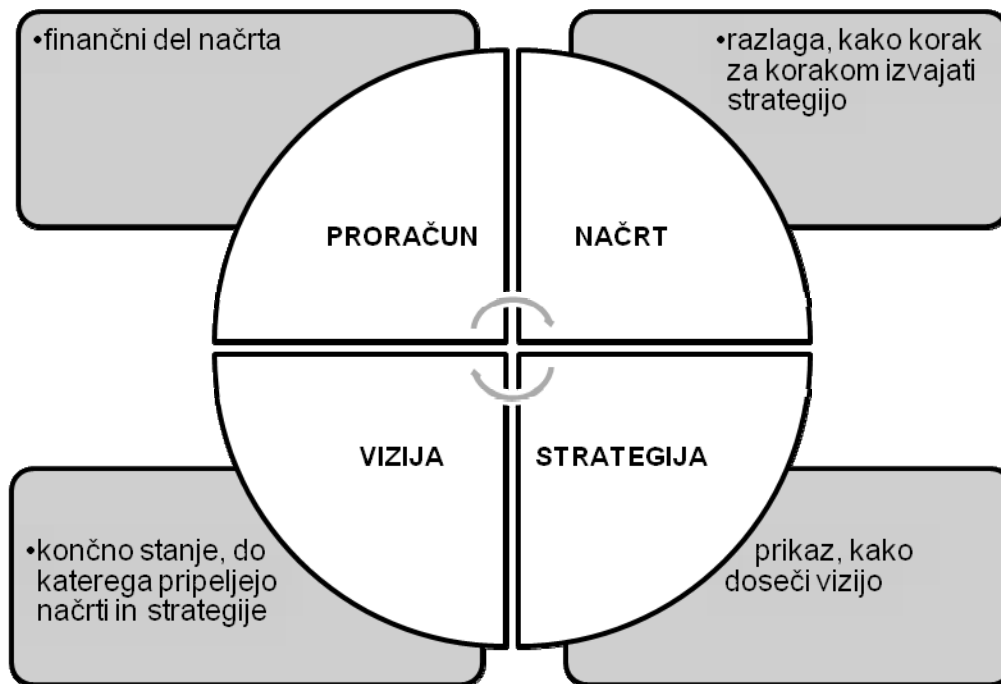 •finančni del načrta
•razlaga, kako korak
za korakom izvajati
strategijo
PRORAČUN
NAČRT
VIZIJA
STRATEGIJA
•končno stanje, do
katerega pripeljejo
načrti in strategije
prikaz, kako
doseči vizijo